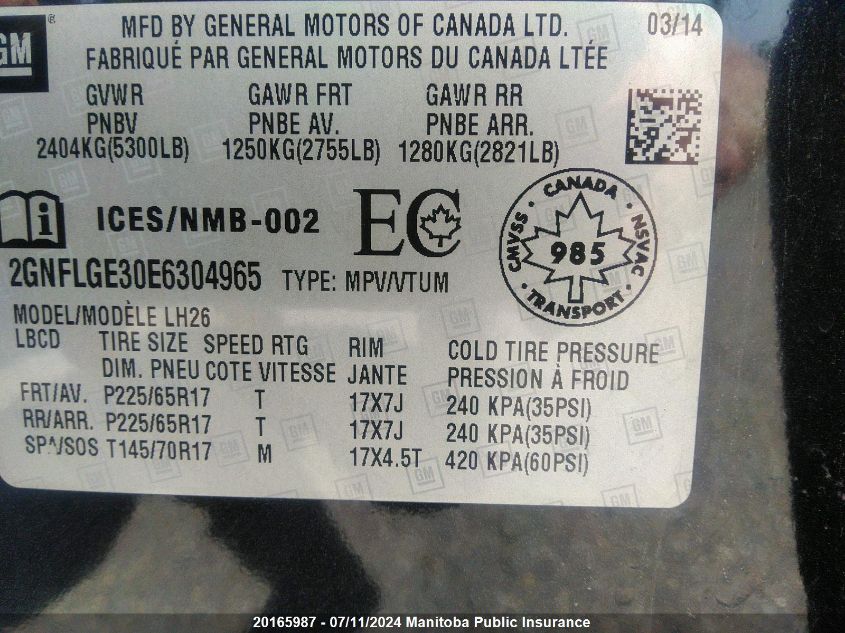 GM
MFD BY GENERAL MOTORS OF CANADA LTD. 03/14
FABRIQUÉ PAR GENERAL MOTORS DU CANADA LTÉE
GVWR GAWR FRT GAWR RR
PNBV PNBE AV. PNBE ARR.
2404KG(5300LB) 1250KG(2755LB) 1280KG(2821LB)
i ICES/NMB-002 EC
CANADA
CMVSS 985 NSVAC
TRANSPORT
2GNFLGE30E6304965 TYPE: MPV/VTUM
MODEL/MODÈLE LH26
LBCD TIRE SIZE SPEED RTG RIM COLD TIRE PRESSURE
DIM. PNEU COTE VITESSE JANTE PRESSION À FROID
FRT/AV. P225/65R17 T 17X7J 240 KPA(35PSI)
RR/ARR. P225/65R17 T 17X7J 240 KPA(35PSI)
SPA/SOS T145/70R17 M 17X4.5T 420 KPA(60PSI)
20165987 - 07/11/2024 Manitoba Public Insurance